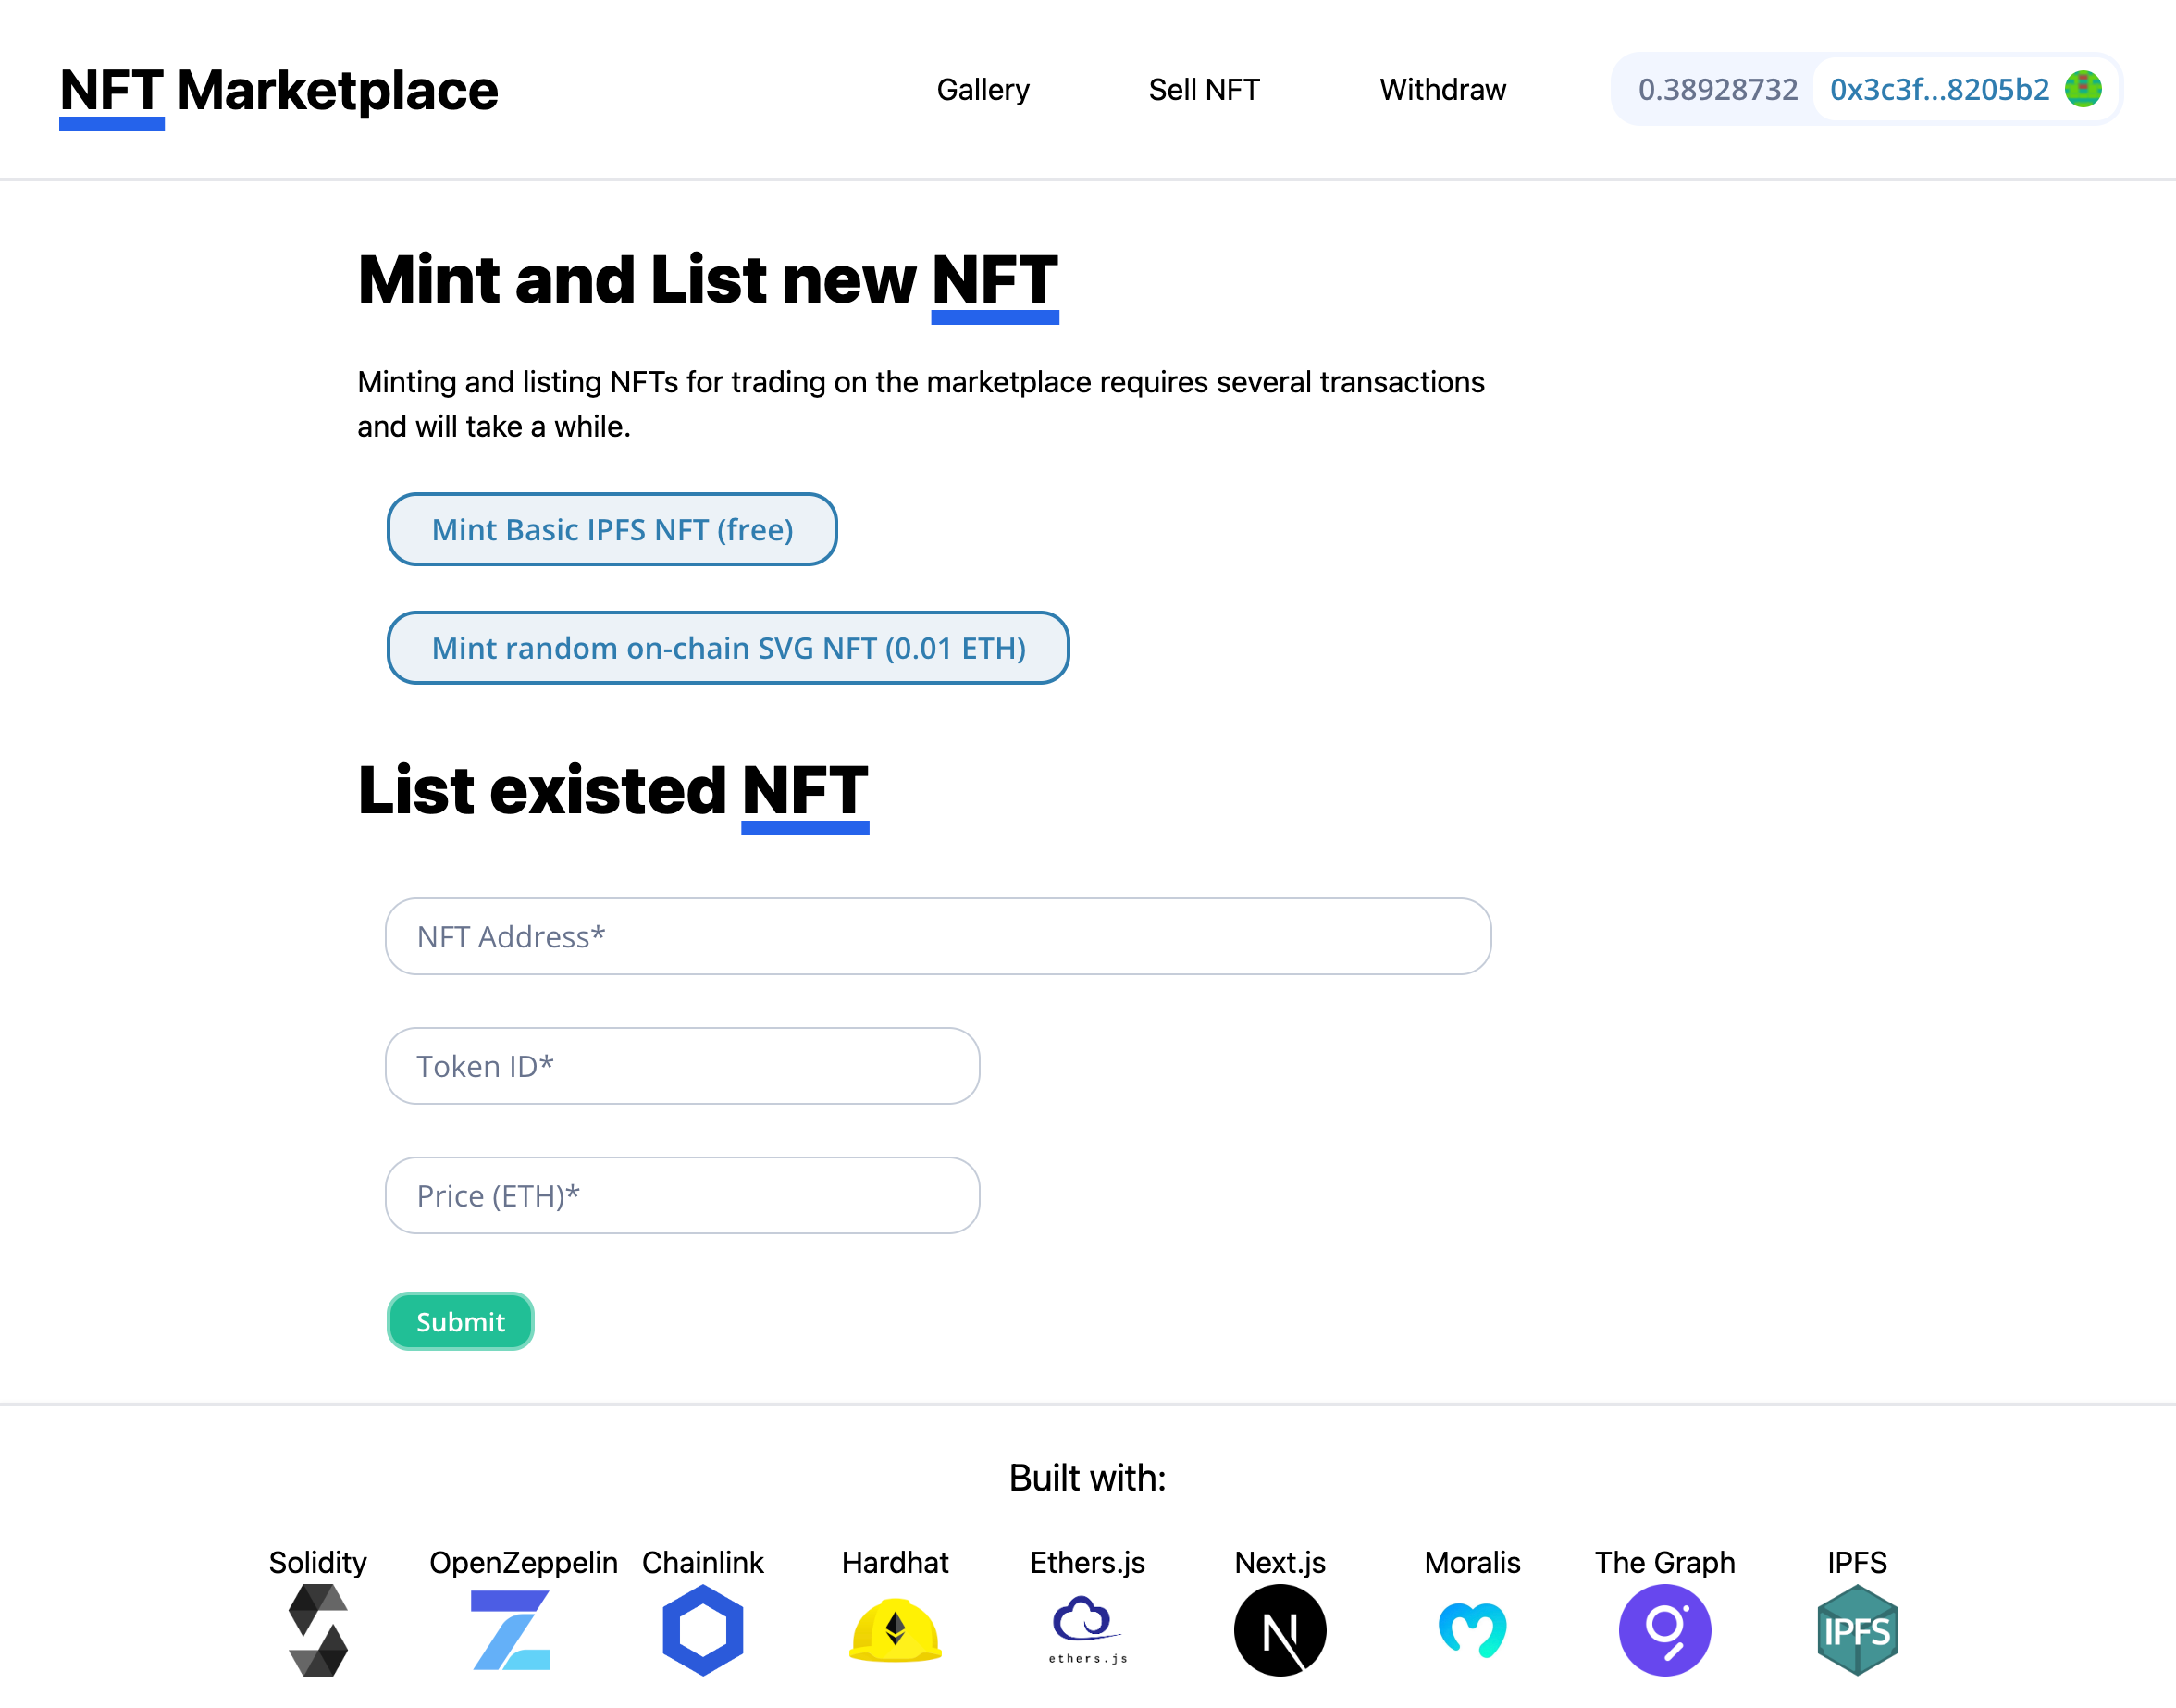 NFT Marketplace
Gallery
Sell NFT
Withdraw
0.38928732
0x3c3f...8205b2
Mint and List new NFT
Minting and listing NFTs for trading on the marketplace requires several transactions
and will take a while.
Mint Basic IPFS NFT (free)
Mint random on-chain SVG NFT (0.01 ETH)
List existed NFT
NFT Address*
Token ID*
Price (ETH)*
Submit
Built with:
Solidity
OpenZeppelin
Chainlink
Hardhat
Ethers.js
Next.js
Moralis
The Graph
IPFS
ethers.js
N
IPFS